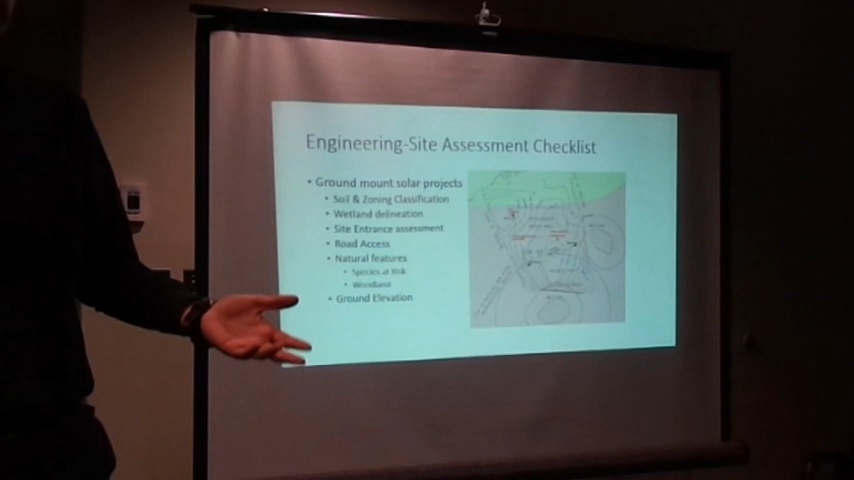 Engineering-Site Assessment Checklist
• Ground mount solar projects
• Soil & Zoning Classification
• Wetland delineation
• Site Entrance assessment
• Road Access
• Natural features
• Species at Risk
• Woodland
• Ground Elevation